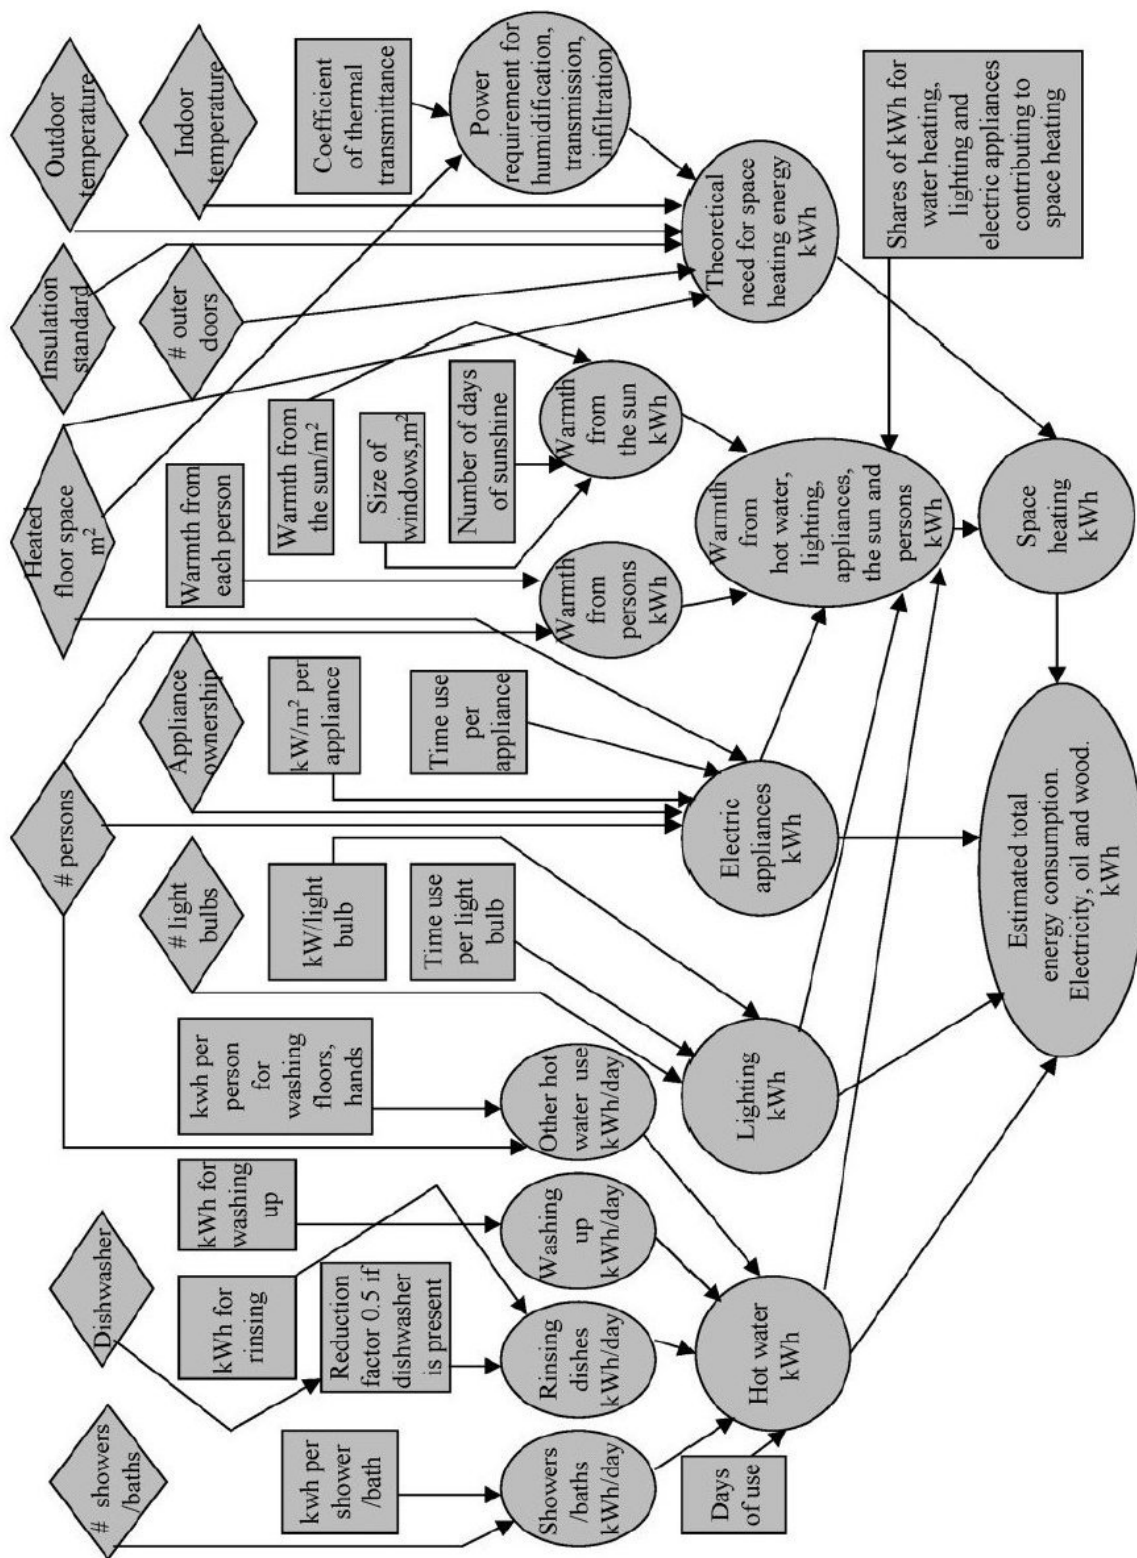 # showers
/baths
Dishwasher
# persons
Heated
floor space
m²
Insulation
standard
Outdoor
temperature
# light
bulbs
Appliance
ownership
# outer
doors
Indoor
temperature
kWh for
rinsing
kWh for
washing
up
kwh per
person
for
washing
floors,
hands
Warmth from
each person
kwh per
shower
/bath
Reduction
factor 0.5 if
dishwasher
is present
kW/light
bulb
kW/m² per
appliance
Warmth from
the sun/m²
Coefficient
of thermal
transmittance
Size of
windows,m²
Time use
per light
bulb
Time use
per
appliance
Number of days
of sunshine
Power
requirement for
humidification,
transmission,
infiltration
Showers
/baths
kWh/day
Rinsing
dishes
kWh/day
Washing
up
kWh/day
Other hot
water use
kWh/day
Warmth
from
persons
kWh
Warmth
from
the sun
kWh
Days
of use
Hot water
kWh
Lighting
kWh
Electric
appliances
kWh
Warmth
from
hot water,
lighting,
appliances,
the sun and
persons
kWh
Theoretical
need for space
heating energy
kWh
Shares of kWh for
water heating,
lighting and
electric appliances
contributing to
space heating
Space
heating
kWh
Estimated total
energy consumption.
Electricity, oil and wood.
kWh